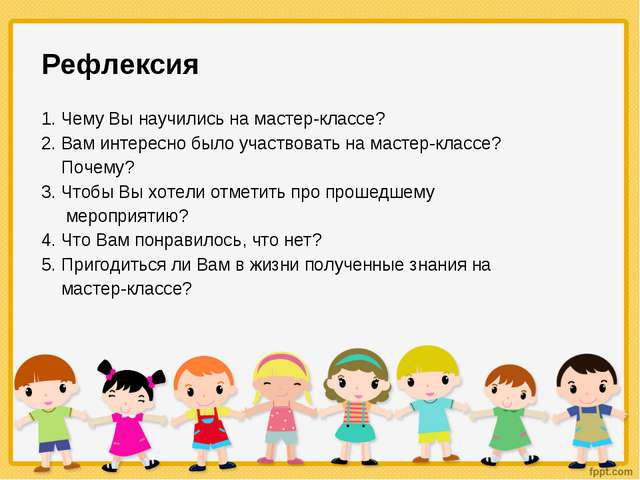 Рефлексия
1. Чему Вы научились на мастер-классе?
2. Вам интересно было участвовать на мастер-классе?
Почему?
3. Чтобы Вы хотели отметить про прошедшему
мероприятию?
4. Что Вам понравилось, что нет?
5. Пригодиться ли Вам в жизни полученные знания на
мастер-классе?
fppt.com